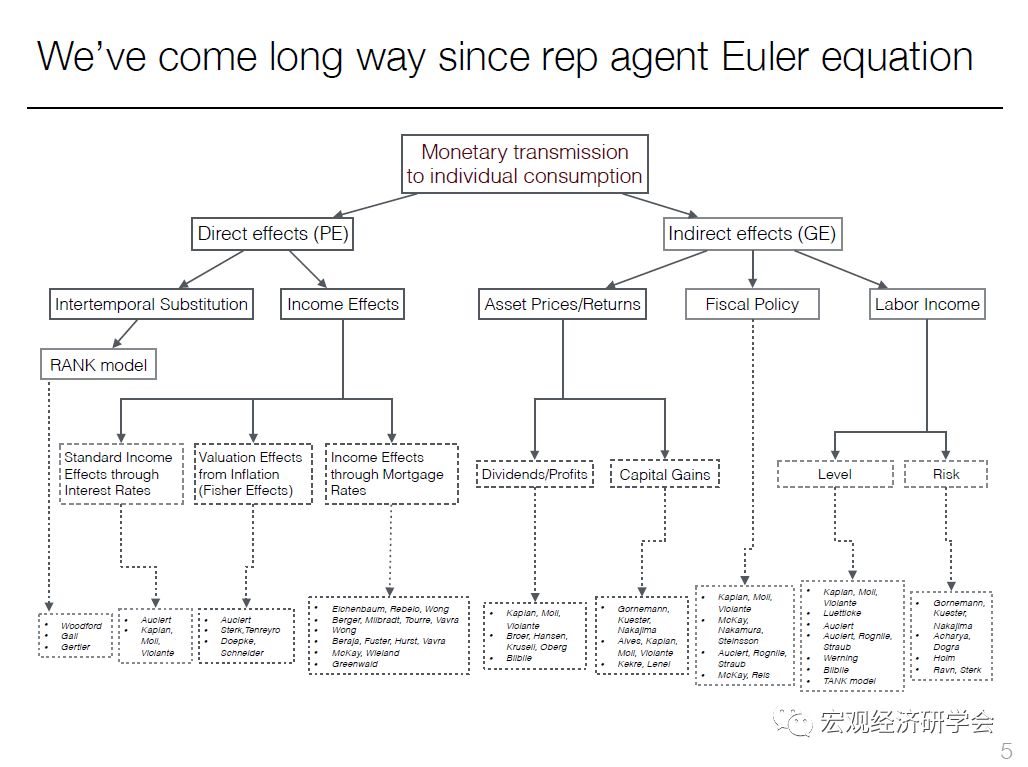 We've come long way since rep agent Euler equation
Monetary transmission
to individual consumption
Direct effects (PE)
Indirect effects (GE)
Intertemporal Substitution
Income Effects
Asset Prices/Returns
Fiscal Policy
Labor Income
RANK model
Standard Income
Effects through
Interest Rates
Valuation Effects
from Inflation
(Fisher Effects)
Income Effects
through Mortgage
Rates
Dividends/Profits
Capital Gains
Level
Risk
• Woodford
• Gali
• Gertler
• Auclert
• Kaplan,
Moll,
Violante
• Auclert
• Sterk,Tenreyro
• Doepke,
Schneider
• Eichenbaum, Rebelo, Wong
• Berger, Milbradt, Tourre, Vavra
• Wong
• Beraja, Fuster, Hurst, Vavra
• McKay, Wieland
• Greenwald
• Kaplan, Moll,
Violante
• Broer, Hansen,
Krusell, Oberg
• Bilbiie
• Gornemann,
Kuester,
Nakajima
• Alves, Kaplan,
Moll, Violante
• Kekre, Lenel
• Kaplan, Moll,
Violante
• McKay,
Nakamura,
Steinsson
• Auclert, Rognlie,
Straub
• McKay, Reis
• Kaplan, Moll,
Violante
• Luetticke
• Auclert
• Auclert, Rognlie,
Straub
• Werning
• Bilbiie
• TANK model
• Gornemann,
Kuester,
Nakajima
• Acharya,
Dogra
• Holm
• Ravn, Sterk
宏观经济研学会
5